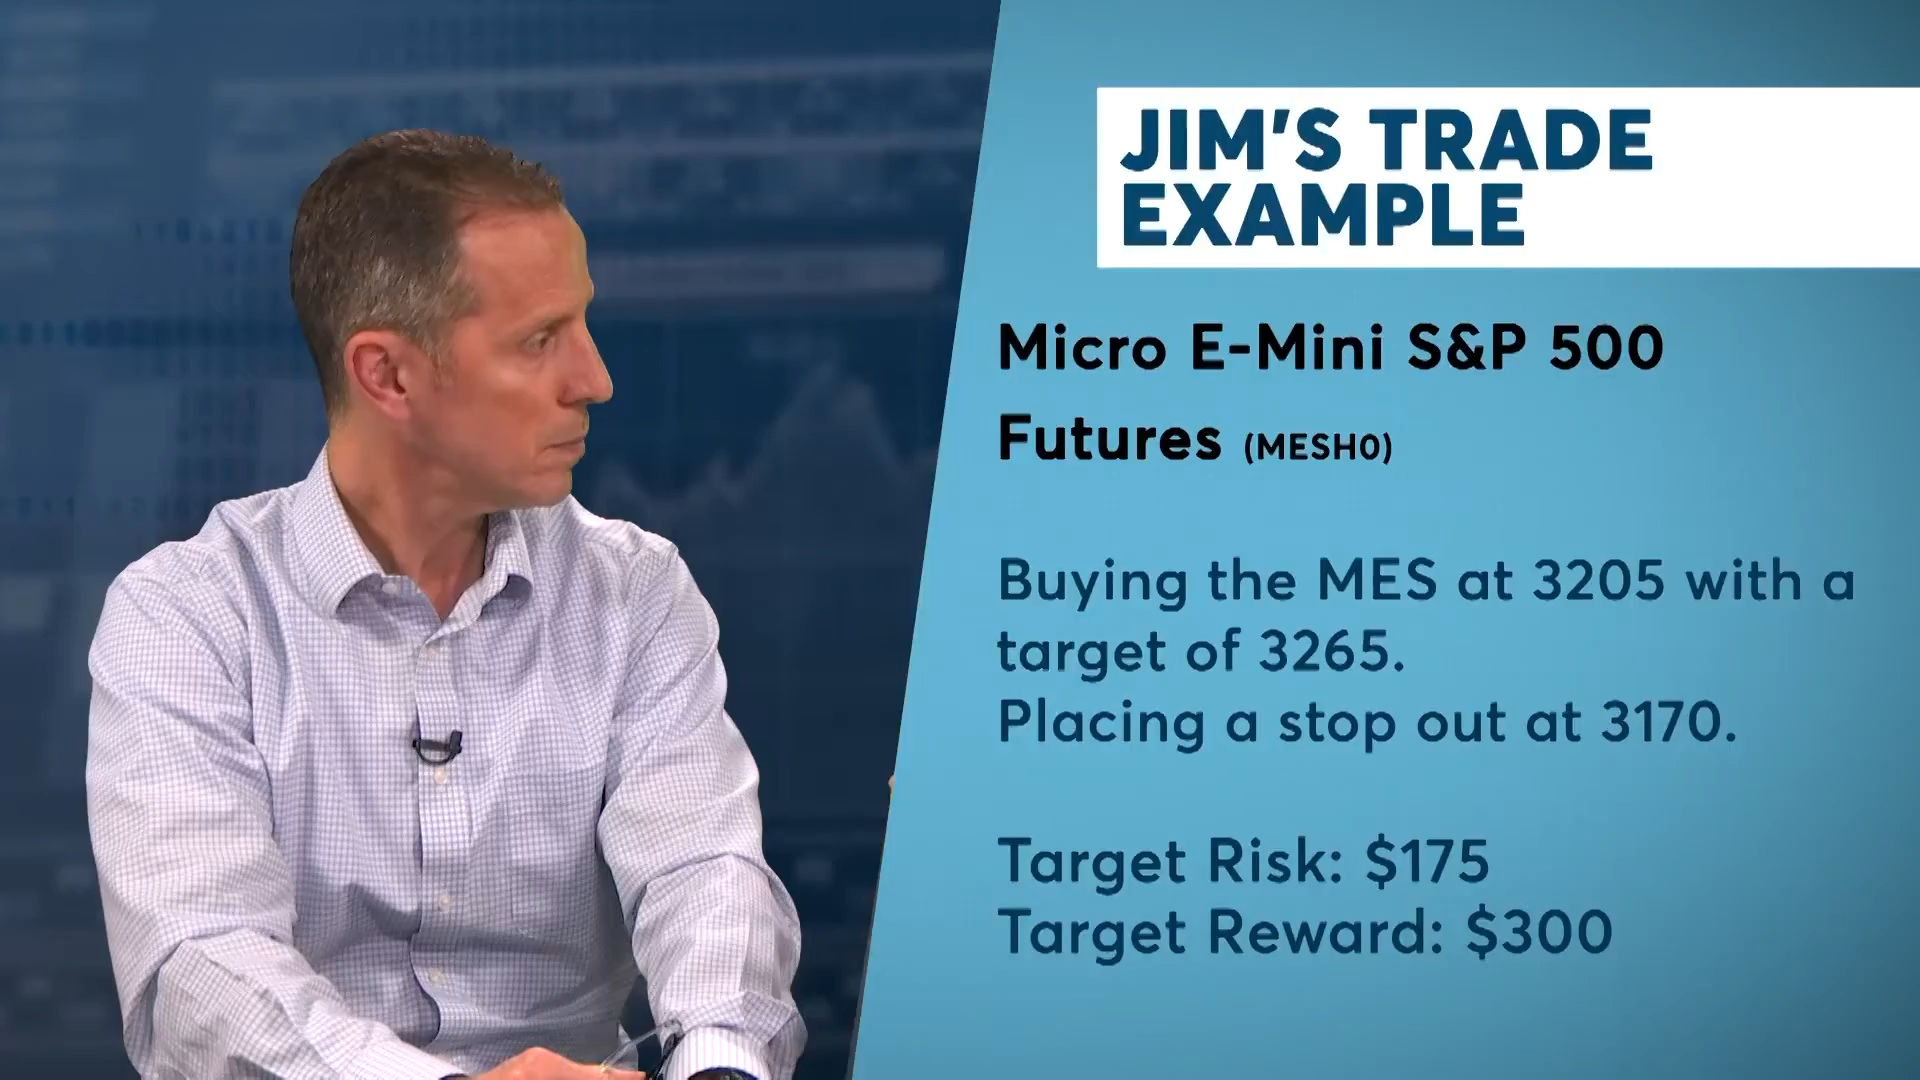 JIM'S TRADE
EXAMPLE
Micro E-Mini S&P 500
Futures (MESH0)
Buying the MES at 3205 with a
target of 3265.
Placing a stop out at 3170.
Target Risk: $175
Target Reward: $300